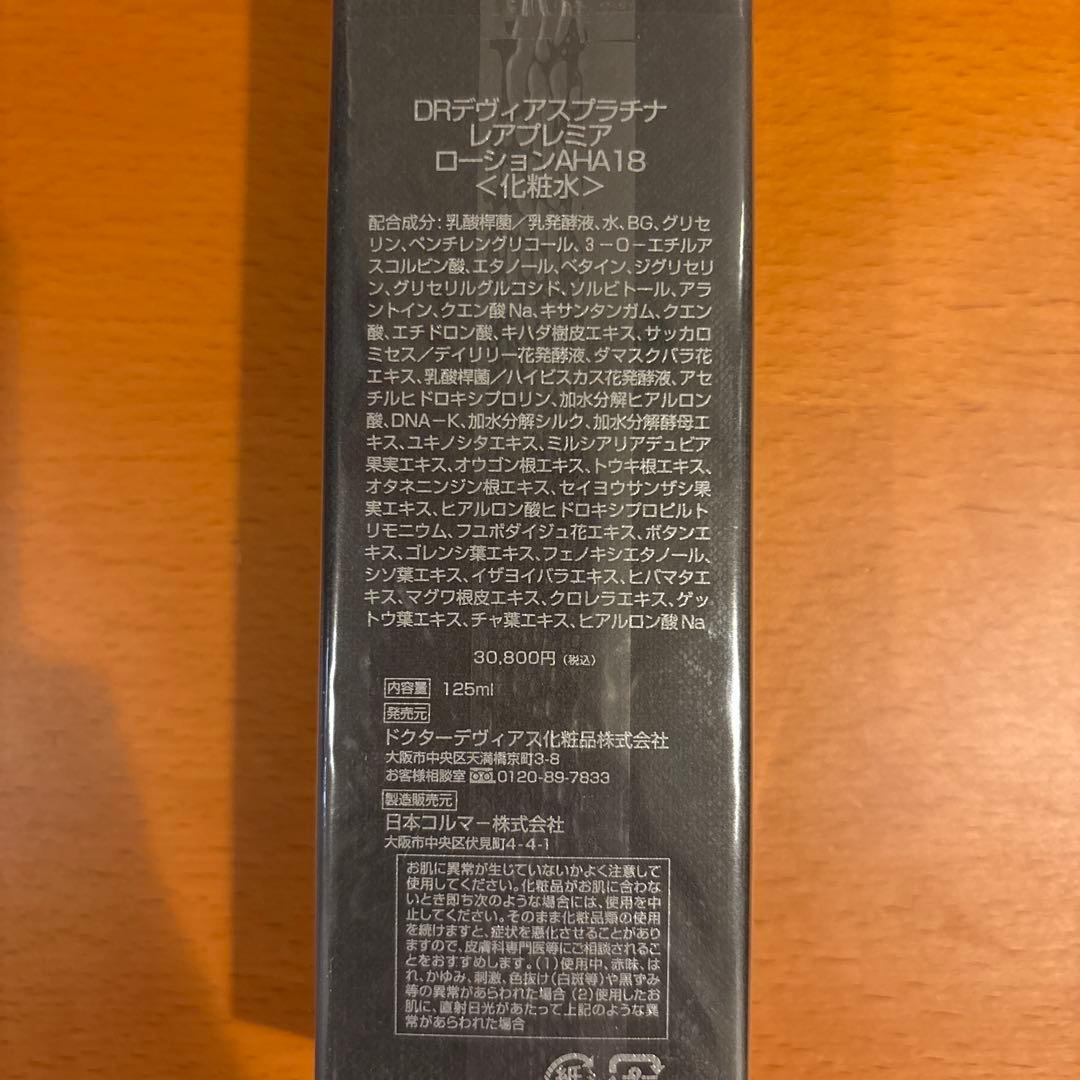 DRデヴィアスプラチナ
レアプレミア
ローションAHA18
＜化粧水＞
配合成分：乳酸桿菌／乳発酵液、水、BG、グリセ
リン、ペンチレングリコール、3－O－エチルア
スコルビン酸、エタノール、ベタイン、ジグリセリ
ン、グリセリルグルコシド、ソルビトール、アラ
ントイン、クエン酸Na、キサンタンガム、クエン
酸、エチドロン酸、キハダ樹皮エキス、サッカロ
ミセス／デイリリー花発酵液、ダマスクバラ花
エキス、乳酸桿菌／ハイビスカス花発酵液、アセ
チルヒドロキシプロリン、加水分解ヒアルロン
酸、DNA－K、加水分解シルク、加水分解酵母エ
キス、ユキノシタエキス、ミルシアリアデュビア
果実エキス、オウゴン根エキス、トウキ根エキス、
オタネニンジン根エキス、セイヨウサンザシ果
実エキス、ヒアルロン酸ヒドロキシプロピルト
リモニウム、フユボダイジュ花エキス、ボタンエ
キス、ゴレンシ葉エキス、フェノキシエタノール、
シソ葉エキス、イザヨイバラエキス、ヒバマタエ
キス、マグワ根皮エキス、クロレラエキス、ゲッ
トウ葉エキス、チャ葉エキス、ヒアルロン酸Na
30,800円（税込）
内容量 125ml
発売元
ドクターデヴィアス化粧品株式会社
大阪市中央区天満橋京町3-8
お客様相談室 0120-89-7833
製造販売元
日本コルマー株式会社
大阪市中央区伏見町4-4-1
お肌に異常が生じていないかよく注意して
使用してください。化粧品がお肌に合わな
いとき即ち次のような場合には、使用を中
止してください。そのまま化粧品類の使用
を続けますと、症状を悪化させることがあり
ますので、皮膚科専門医等にご相談されるこ
とをおすすめします。（1）使用中、赤味、は
れ、かゆみ、刺激、色抜け（白斑等）や黒ずみ
等の異常があらわれた場合（2）使用したお
肌に、直射日光があたって上記のような異
常があらわれた場合
紙